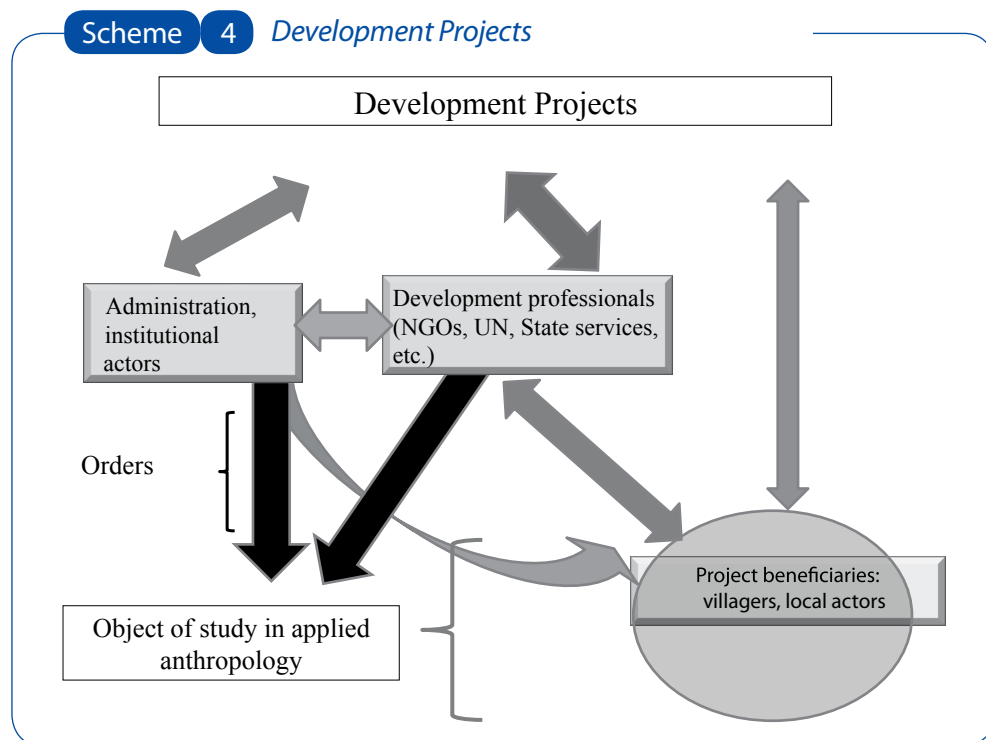 Scheme 4 Development Projects
Development Projects
Administration,
institutional
actors
Development professionals
(NGOs, UN, State services,
etc.)
Orders
Project beneficiaries:
villagers, local actors
Object of study in applied
anthropology